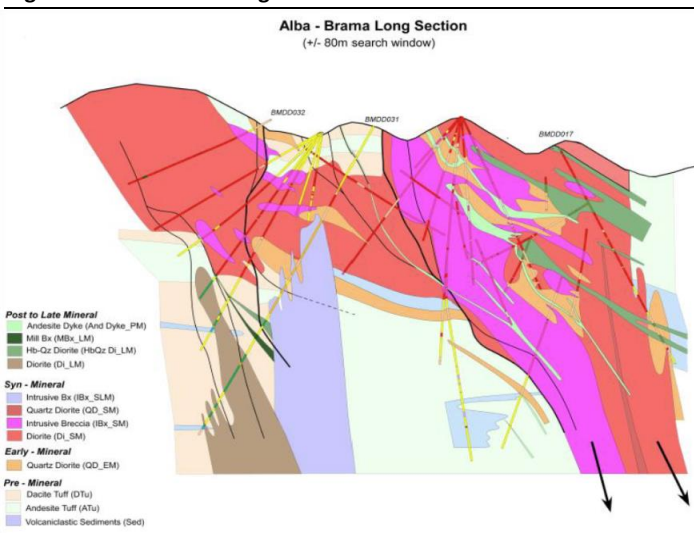 Alba - Brama Long Section
(+/- 80m search window)
BMDD032
BMDD031
BMDD017
Post to Late Mineral
Andesite Dyke (And Dyke_PM)
Mill Bx (MBx_LM)
Hb-Qz Diorite (HbQz Di_LM)
Diorite (Di_LM)
Syn - Mineral
Intrusive Bx (IBx_SLM)
Quartz Diorite (QD_SM)
Intrusive Breccia (IBx_SM)
Diorite (Di_SM)
Early - Mineral
Quartz Diorite (QD_EM)
Pre - Mineral
Dacite Tuff (DTu)
Andesite Tuff (ATu)
Volcaniclastic Sediments (Sed)